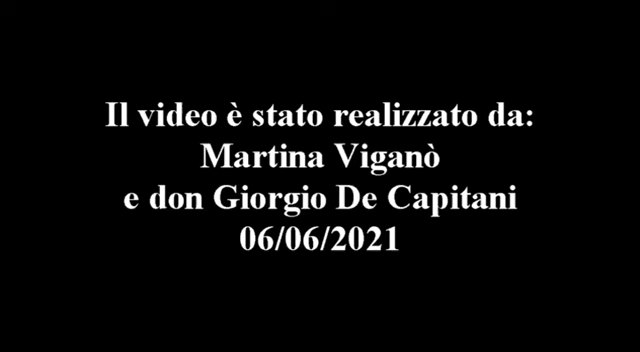 Il video è stato realizzato da:
Martina Viganò
e don Giorgio De Capitani
06/06/2021